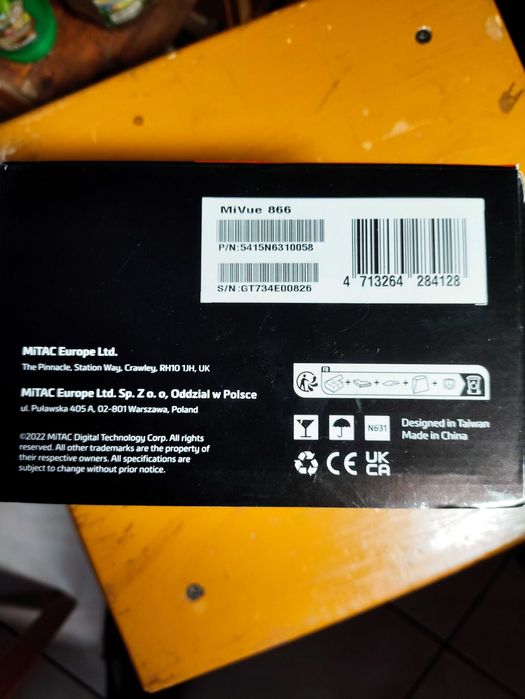 MiVue 866
P/N:5415N6310058
S/N:GT734E00826
4 713264 284128
MiTAC Europe Ltd.
The Pinnacle, Station Way, Crawley, RH10 1JH, UK
MiTAC Europe Ltd. Sp. Z o. o, Oddzial w Polsce
ul. Puławska 405 A, 02-801 Warszawa, Poland
©2022 MiTAC Digital Technology Corp. All rights
reserved. All other trademarks are the property of
their respective owners. All specifications are
subject to change without prior notice.
FR
+ + + +
N631
Designed in Taiwan
Made in China
CE
UK
CA